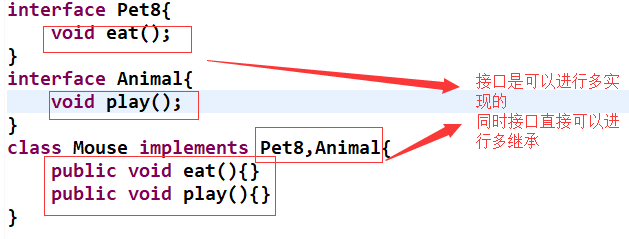 interface Pet8{
void eat();
}
interface Animal{
void play();
}
class Mouse implements Pet8,Animal{
public void eat(){}
public void play(){}
}
接口是可以进行多实
现的
同时接口直接可以进
行多继承